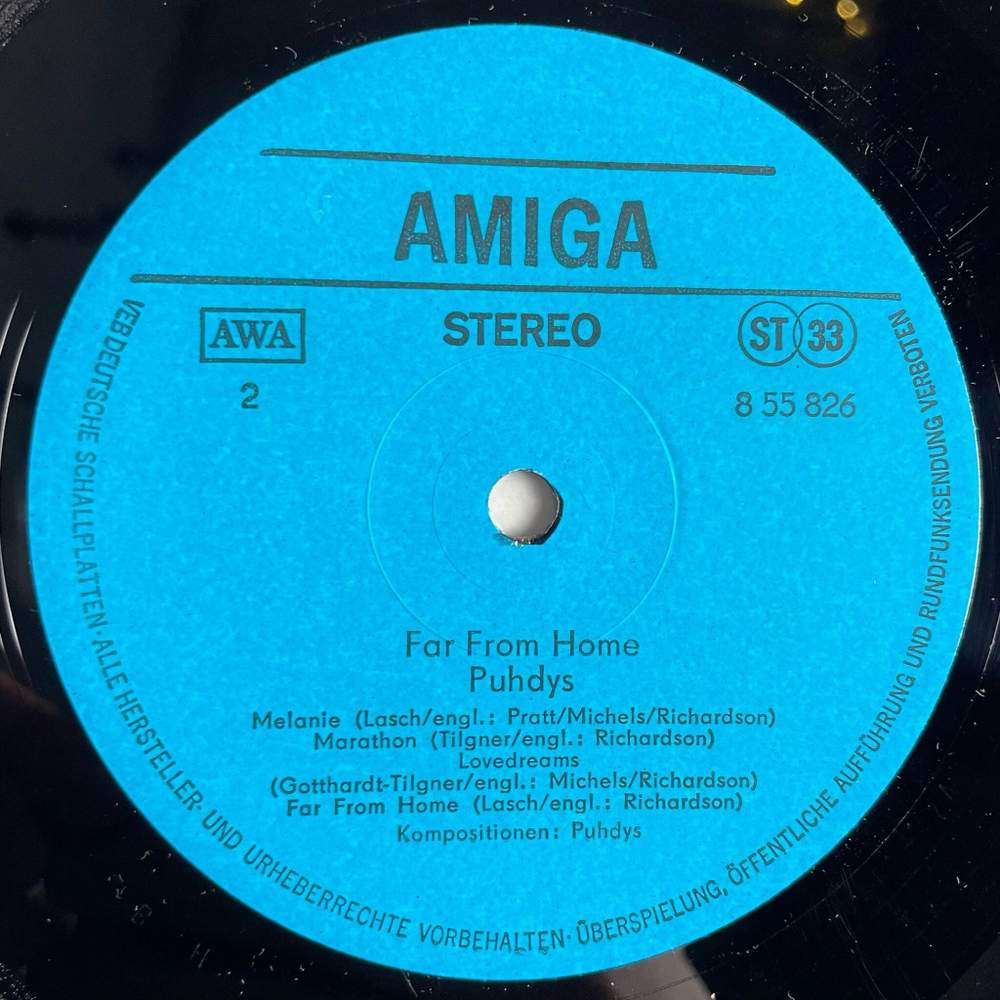 AMIGA
AWA
STEREO
ST 33
2
8 55 826
Far From Home
Puhdys
Melanie (Lasch/engl.: Pratt/Michels/Richardson)
Marathon (Tilgner/engl.: Richardson)
Lovedreams
(Gotthardt-Tilgner/engl.: Michels/Richardson)
Far From Home (Lasch/engl.: Richardson)
Kompositionen: Puhdys
VEB DEUTSCHE SCHALLPLATTEN · ALLE HERSTELLER- UND URHEBERRECHTE VORBEHALTEN · ÜBERSPIELUNG, ÖFFENTLICHE AUFFÜHRUNG UND RUNDFUNKSENDUNG VERBOTEN